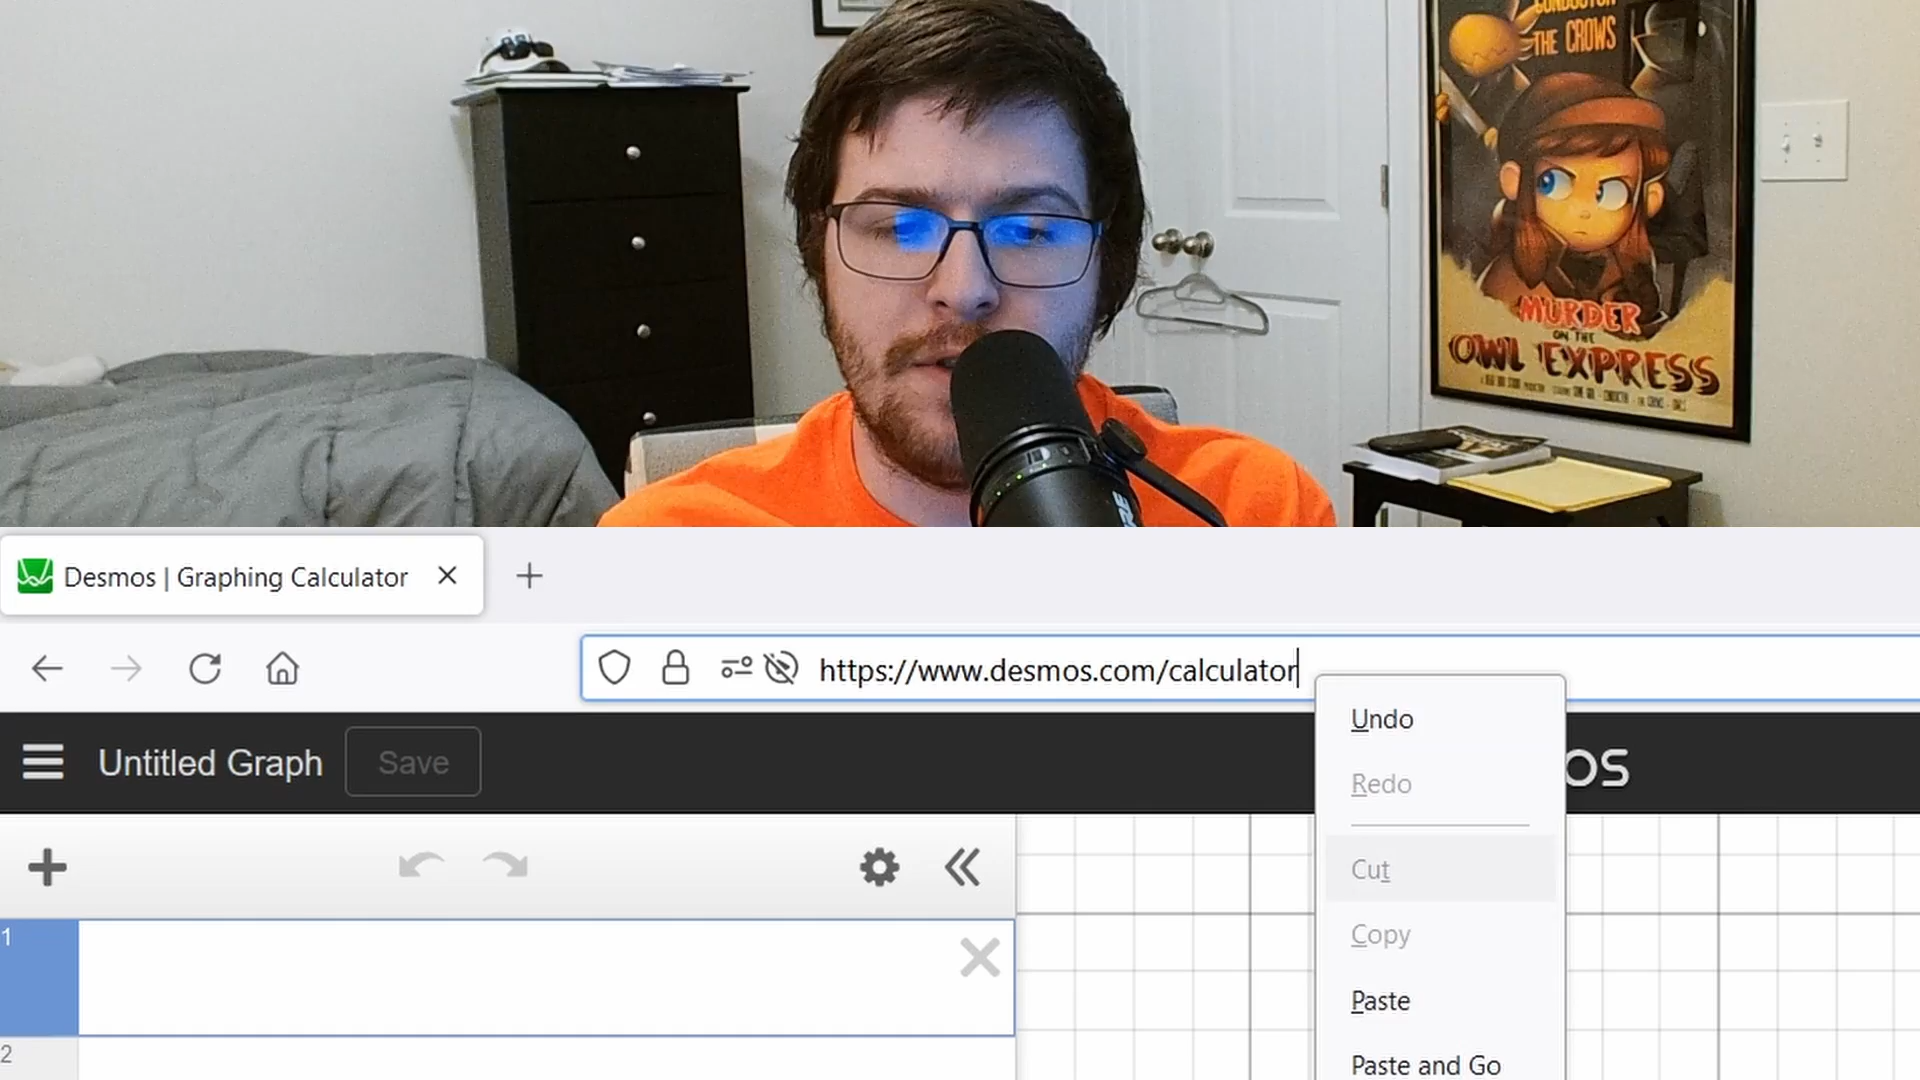 CONDUCTOR
THE CROWS
MURDER
ON THE
OWL EXPRESS
Desmos | Graphing Calculator
https://www.desmos.com/calculator
Undo
Redo
Cut
Copy
Paste
Paste and Go
Untitled Graph
Save
os
1
2